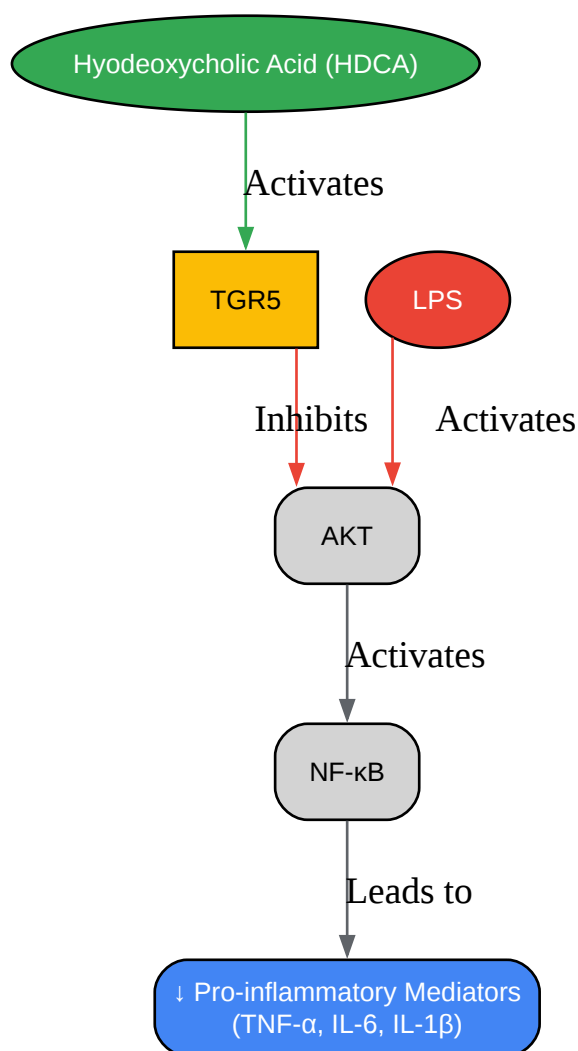 Hyodeoxycholic Acid (HDCA)
Activates
TGR5
LPS
Inhibits
Activates
AKT
Activates
NF-κB
Leads to
↓ Pro-inflammatory Mediators
(TNF-α, IL-6, IL-1β)